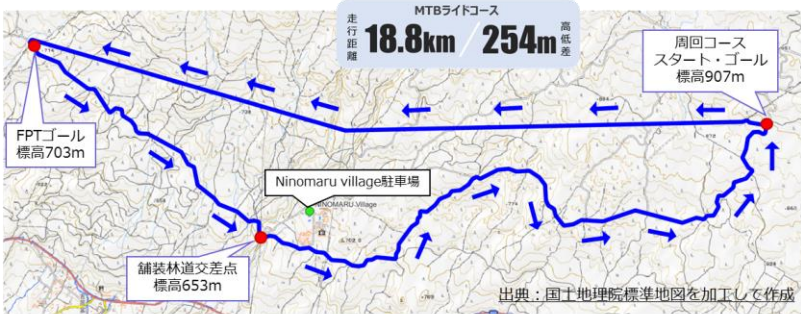 MTBライドコース
走行距離 18.8km / 254m 高低差
周回コース
スタート・ゴール
標高907m
FPTゴール
標高703m
Ninomaru village駐車場
NINOMARU-Village
舗装林道交差点
標高653m
出典：国土地理院標準地図を加工して作成